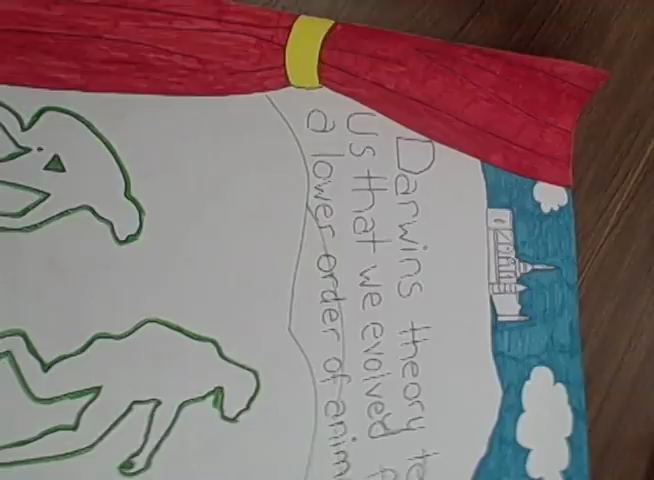 Darwins theory te
us that we evolved f
a lower order of anim